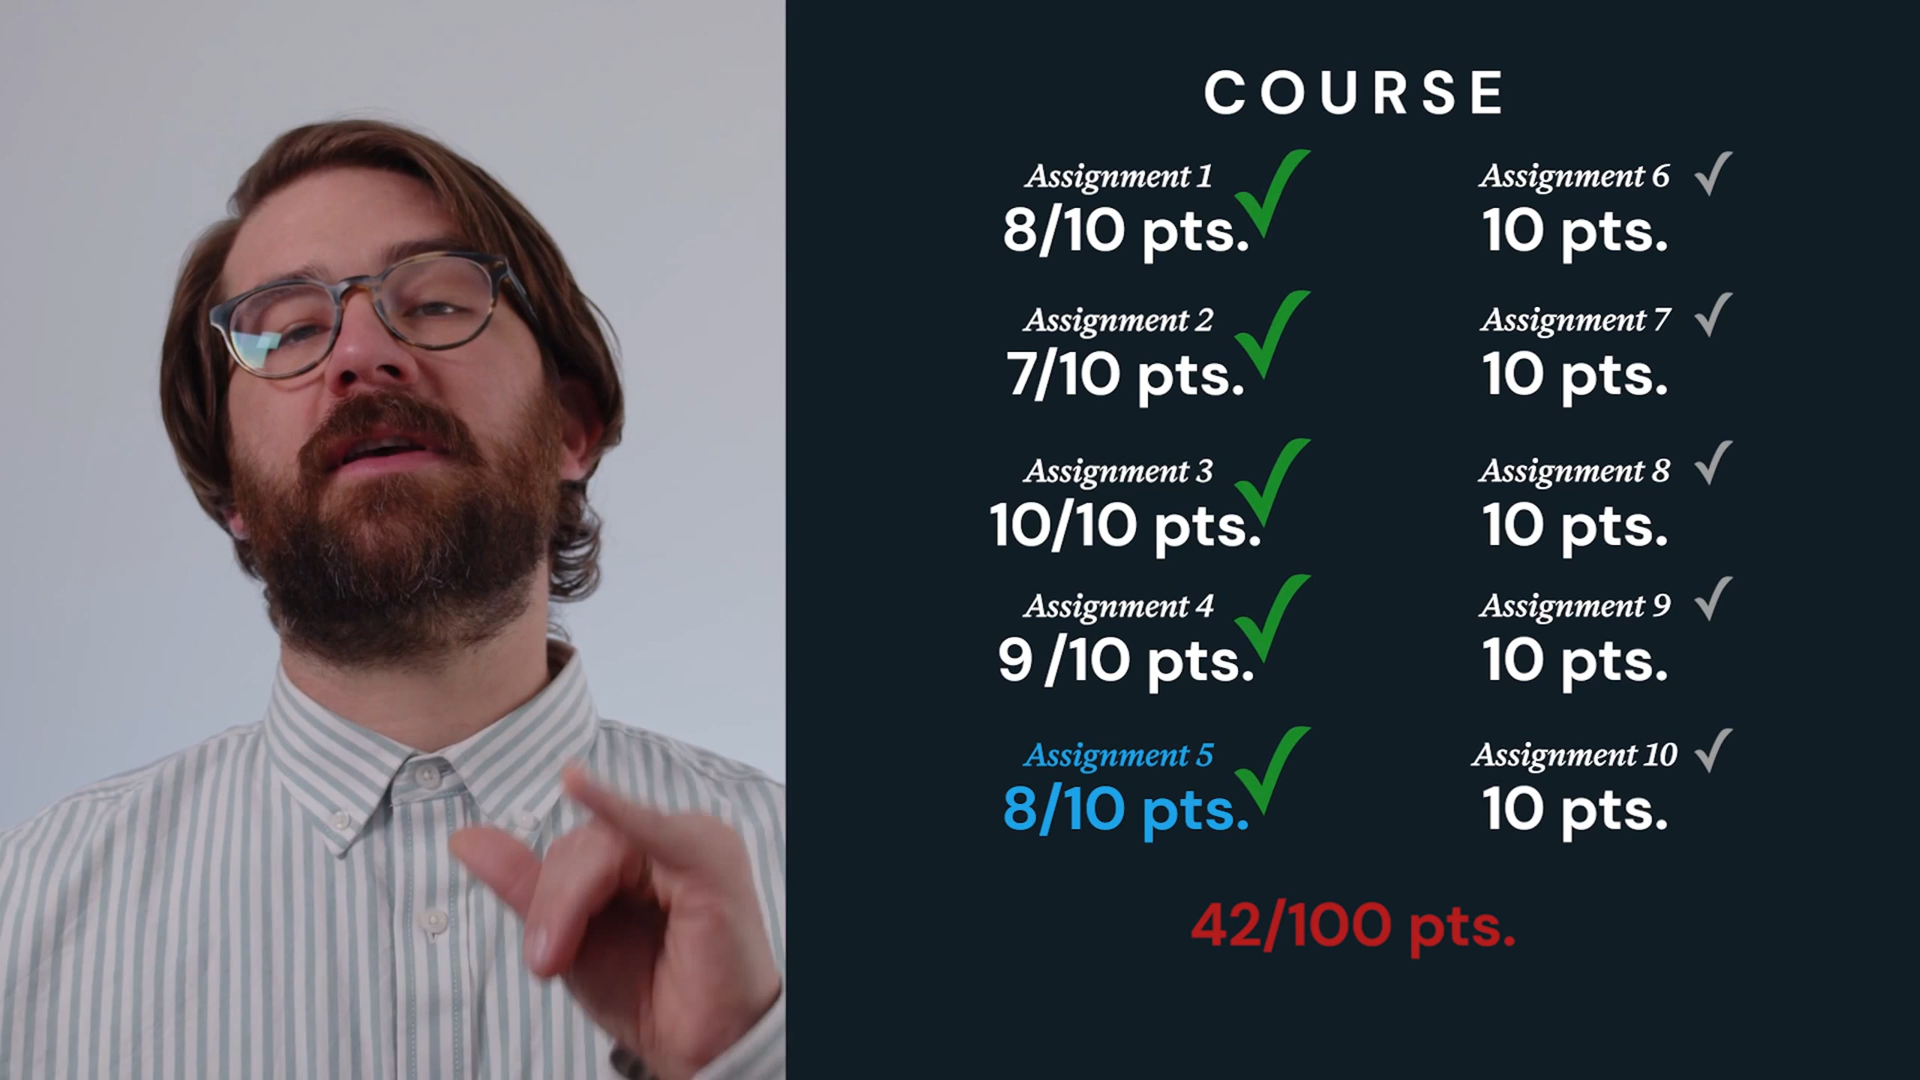 COURSE
Assignment 1
8/10 pts.
Assignment 2
7/10 pts.
Assignment 3
10/10 pts.
Assignment 4
9 /10 pts.
Assignment 5
8/10 pts.
Assignment 6
10 pts.
Assignment 7
10 pts.
Assignment 8
10 pts.
Assignment 9
10 pts.
Assignment 10
10 pts.
42/100 pts.